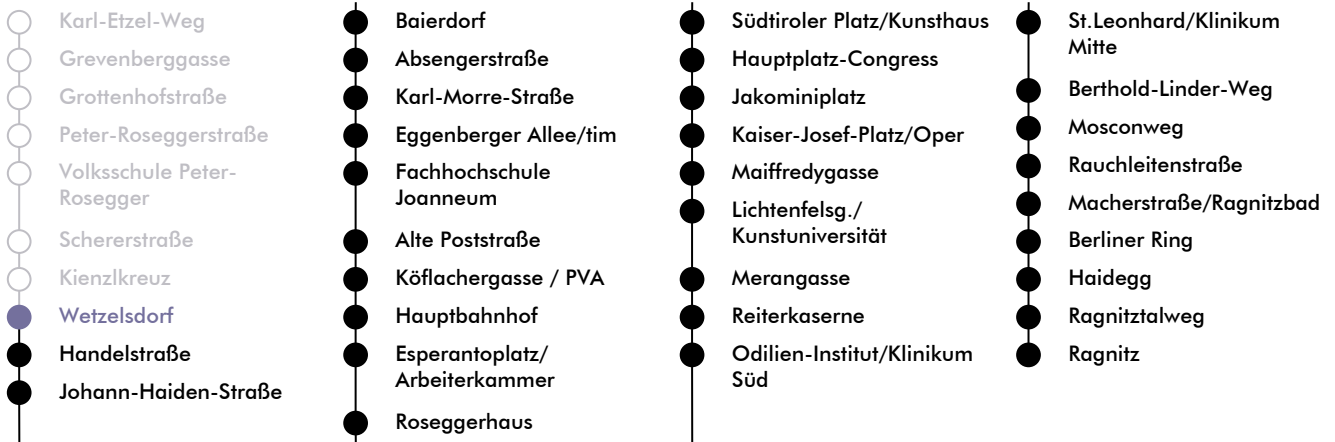 Karl-Etzel-Weg
Grevenberggasse
Grottenhofstraße
Peter-Roseggerstraße
Volksschule Peter-
Rosegger
Schererstraße
Kienzlkreuz
Wetzelsdorf
Handelstraße
Johann-Haiden-Straße
Baierdorf
Absengerstraße
Karl-Morre-Straße
Eggenberger Allee/tim
Fachhochschule
Joanneum
Alte Poststraße
Köflachergasse / PVA
Hauptbahnhof
Esperantoplatz/
Arbeiterkammer
Roseggerhaus
Südtiroler Platz/Kunsthaus
Hauptplatz-Congress
Jakominiplatz
Kaiser-Josef-Platz/Oper
Maiffredygasse
Lichtenfelsg./
Kunstuniversität
Merangasse
Reiterkaserne
Odilien-Institut/Klinikum
Süd
St.Leonhard/Klinikum
Mitte
Berthold-Linder-Weg
Mosconweg
Rauchleitenstraße
Macherstraße/Ragnitzbad
Berliner Ring
Haidegg
Ragnitztalweg
Ragnitz